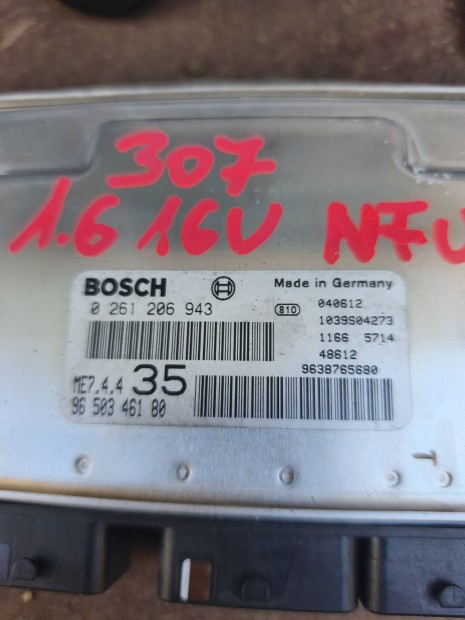 307
1.6 16V NFU
BOSCH Made in Germany
0 261 206 943
810 040612
1039S04273
1166 5714
48612
9638765680
ME7.4.4 35
96 503 461 80